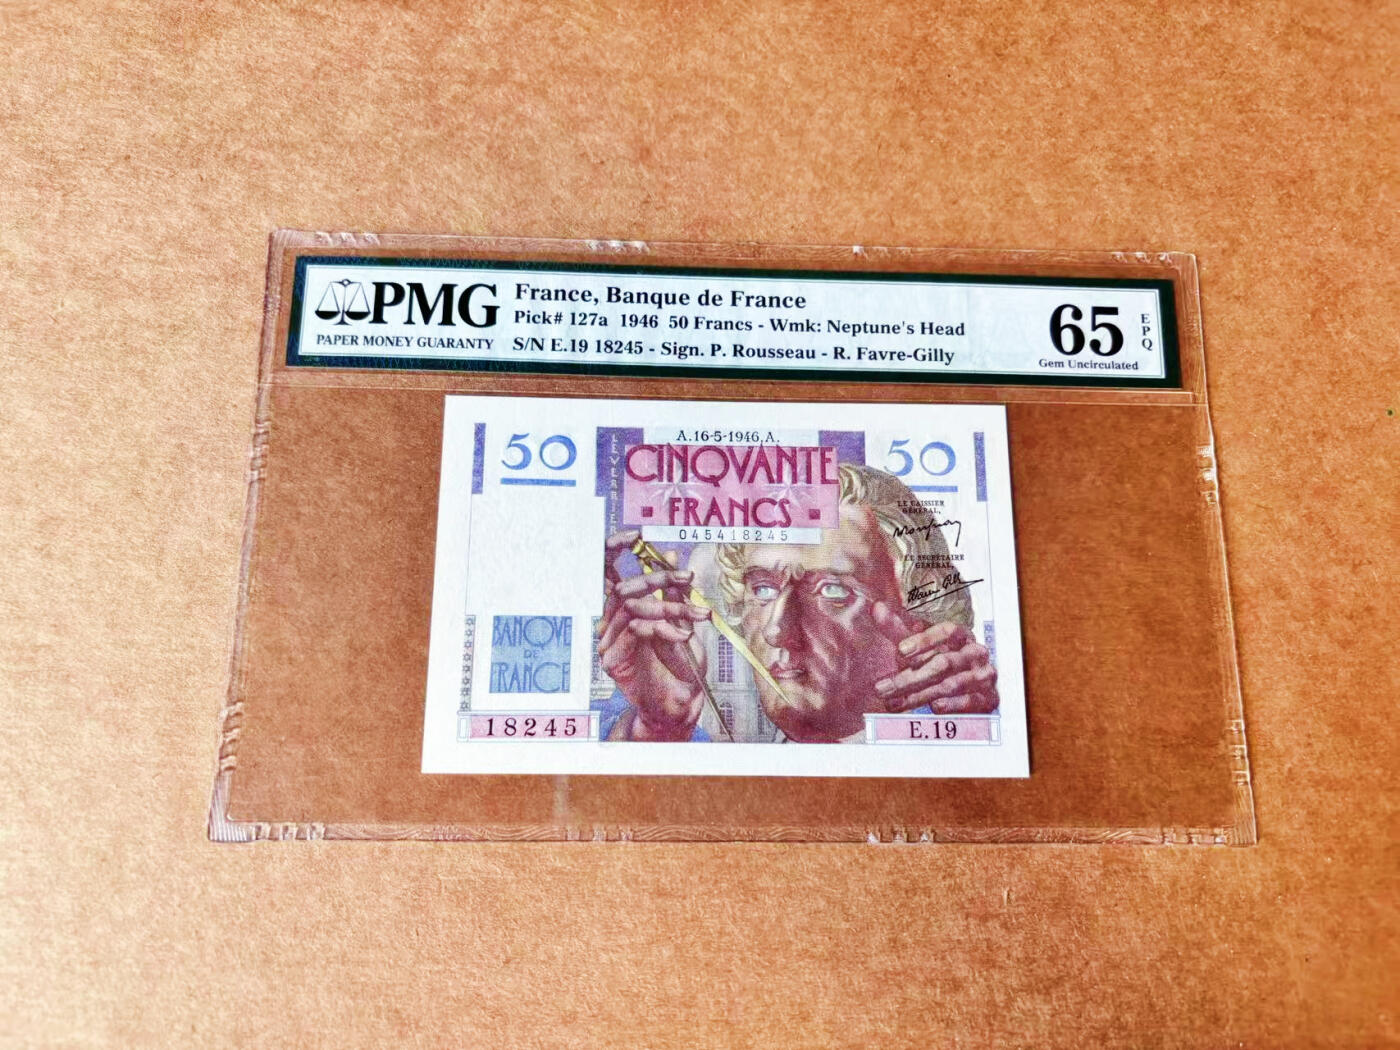 PMG
PAPER MONEY GUARANTY
France, Banque de France
Pick# 127a 1946 50 Francs - Wmk: Neptune's Head
S/N E.19 18245 - Sign. P. Rousseau - R. Favre-Gilly
65
EPQ
Gem Uncirculated
50
LEVERRIER
A.16-5-1946.A.
CINQVANTE
FRANCS
045418245
50
LE CAISSIER
GÉNÉRAL,
LE SECRÉTAIRE
GÉNÉRAL,
BANQVE
DE
FRANCE
18245
E.19